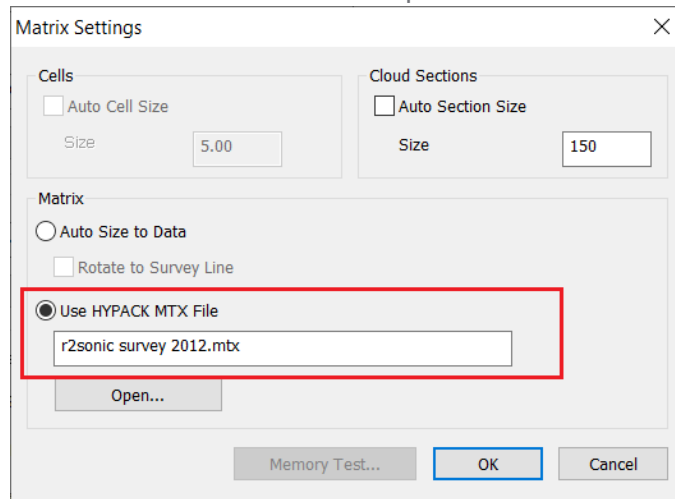 Matrix Settings
Cells
Auto Cell Size
Size 5.00
Cloud Sections
Auto Section Size
Size 150
Matrix
Auto Size to Data
Rotate to Survey Line
Use HYPACK MTX File
r2sonic survey 2012.mtx
Open...
Memory Test... OK Cancel